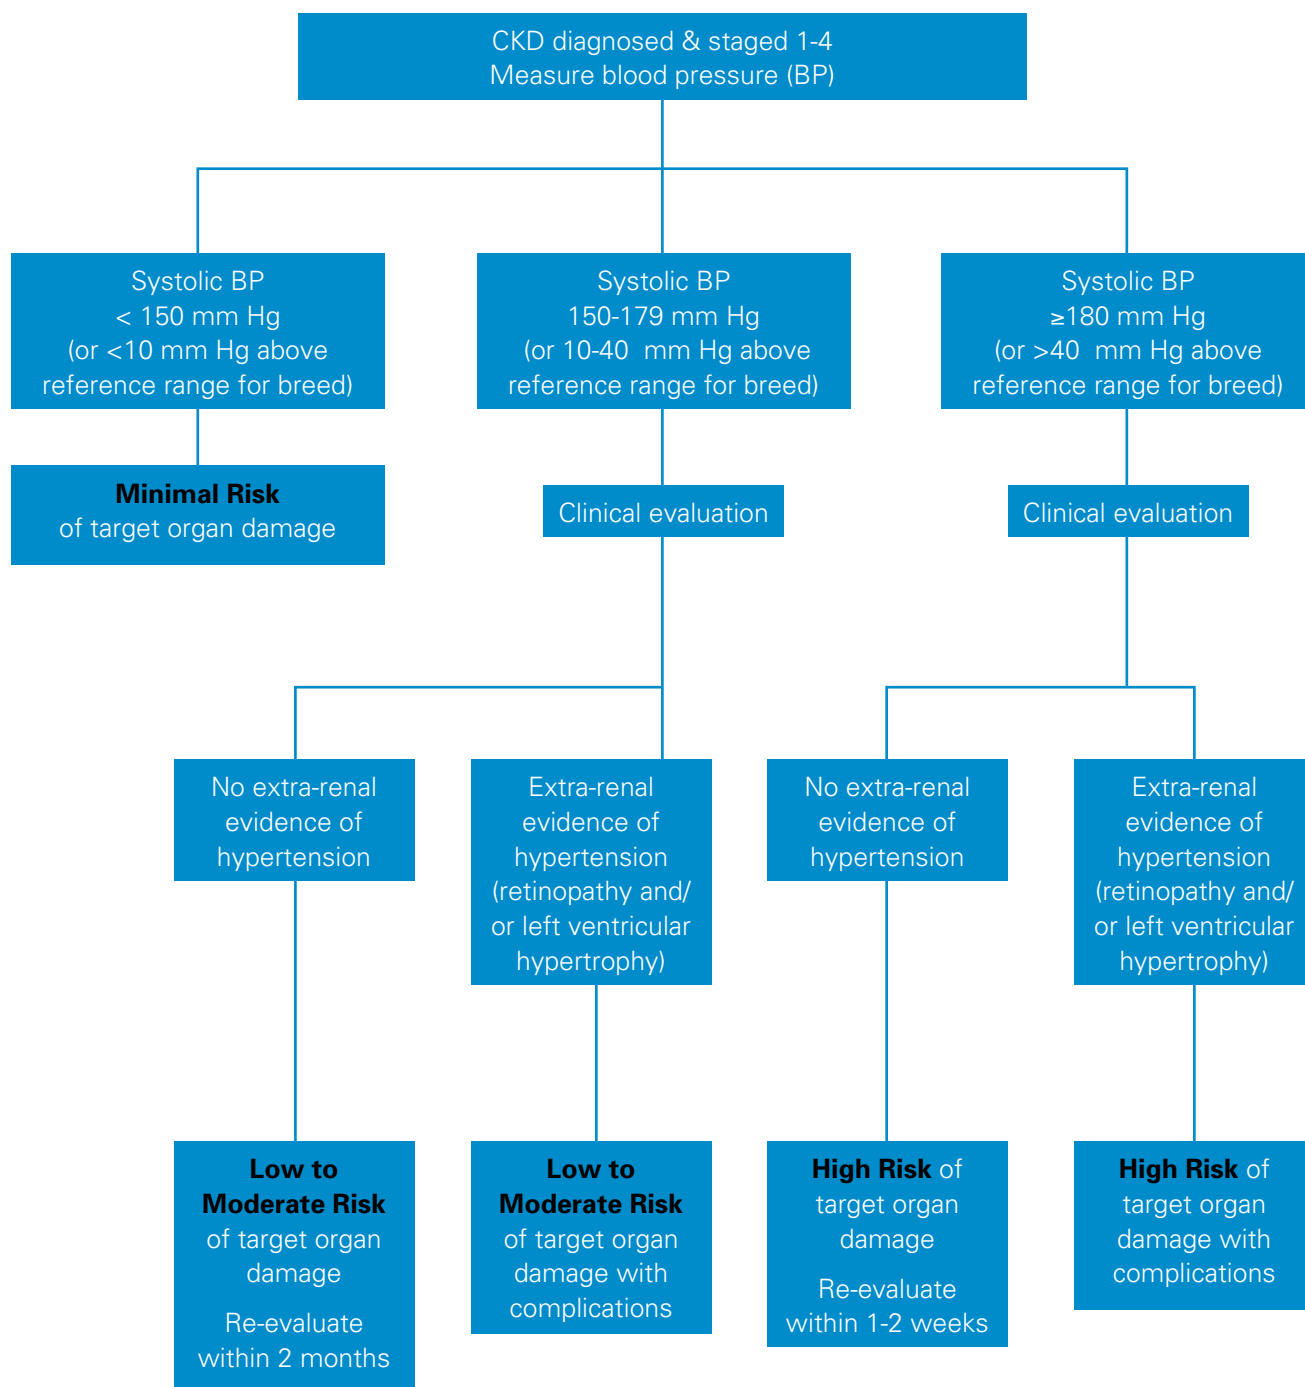 CKD diagnosed & staged 1-4
Measure blood pressure (BP)
Systolic BP
< 150 mm Hg
(or <10 mm Hg above
reference range for breed)
Systolic BP
150-179 mm Hg
(or 10-40 mm Hg above
reference range for breed)
Systolic BP
≥180 mm Hg
(or >40 mm Hg above
reference range for breed)
Minimal Risk
of target organ damage
Clinical evaluation
Clinical evaluation
No extra-renal
evidence of
hypertension
Extra-renal
evidence of
hypertension
(retinopathy and/
or left ventricular
hypertrophy)
No extra-renal
evidence of
hypertension
Extra-renal
evidence of
hypertension
(retinopathy and/
or left ventricular
hypertrophy)
Low to
Moderate Risk
of target organ
damage
Re-evaluate
within 2 months
Low to
Moderate Risk
of target organ
damage with
complications
High Risk of
target organ
damage
Re-evaluate
within 1-2 weeks
High Risk of
target organ
damage with
complications